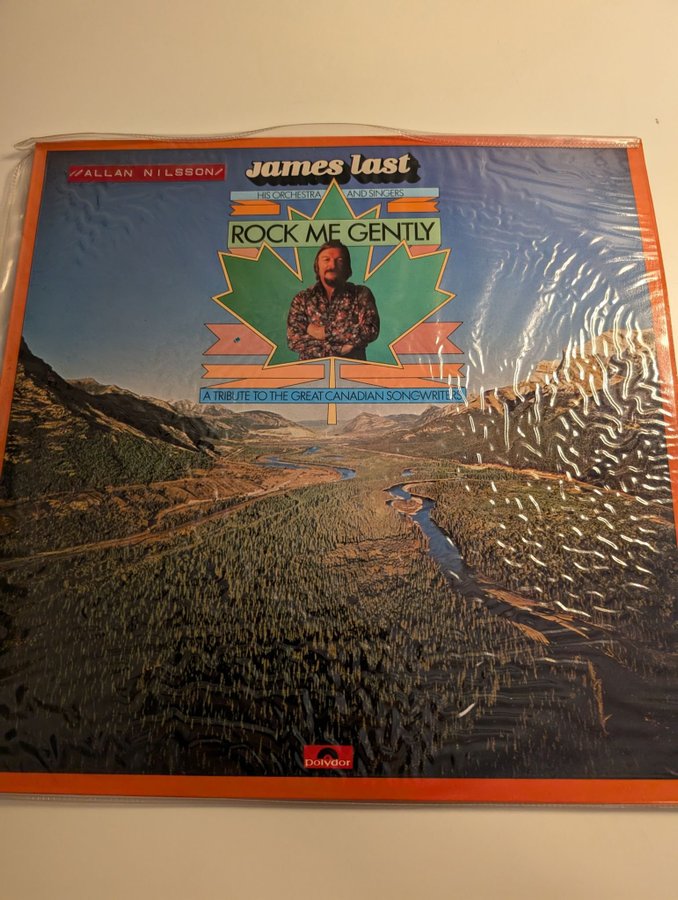 ALLAN NILSSON
james last
HIS ORCHESTRA AND SINGERS
ROCK ME GENTLY
A TRIBUTE TO THE GREAT CANADIAN SONGWRITERS
Polydor